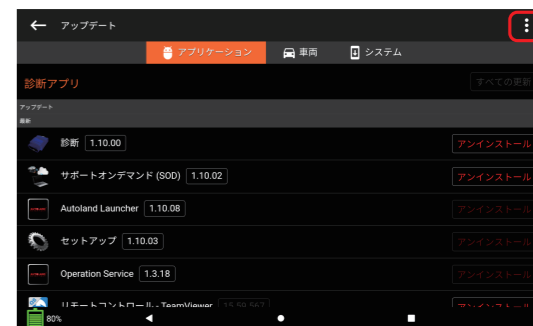 アップデート
アプリケーション 車両 システム
診断アプリ すべての更新
アップデート
最新
診断 1.10.00 アンインストール
サポートオンデマンド (SOD) 1.10.02 アンインストール
Autoland Launcher 1.10.08 アンインストール
セットアップ 1.10.03 アンインストール
Operation Service 1.3.18 アンインストール
リモートコントロール - TeamViewer 15.59.567 アンインストール
80%